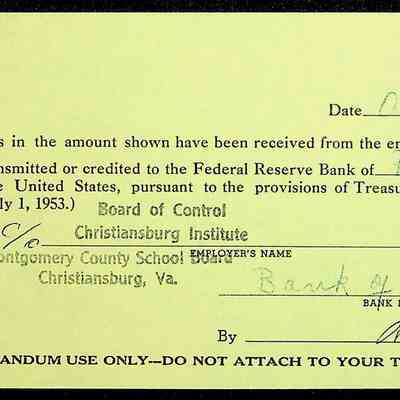 Date
s in the amount shown have been received from the e
nsmitted or credited to the Federal Reserve Bank of
e United States, pursuant to the provisions of Treasu
ly 1, 1953.)
Board of Control
c/o Christiansburg Institute
EMPLOYER'S NAME
ontgomery County School Board
Christiansburg, Va.
Bank of
BANK
By
ANDUM USE ONLY—DO NOT ATTACH TO YOUR T